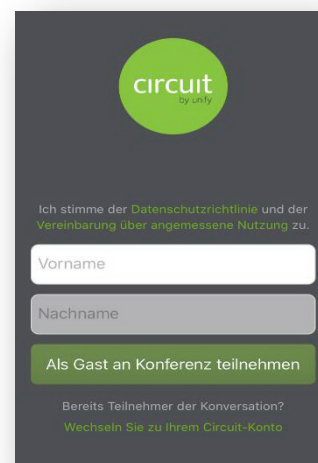 circuit
by unify
Ich stimme der Datenschutzrichtlinie und der
Vereinbarung über angemessene Nutzung zu.
Vorname
Nachname
Als Gast an Konferenz teilnehmen
Bereits Teilnehmer der Konversation?
Wechseln Sie zu Ihrem Circuit-Konto